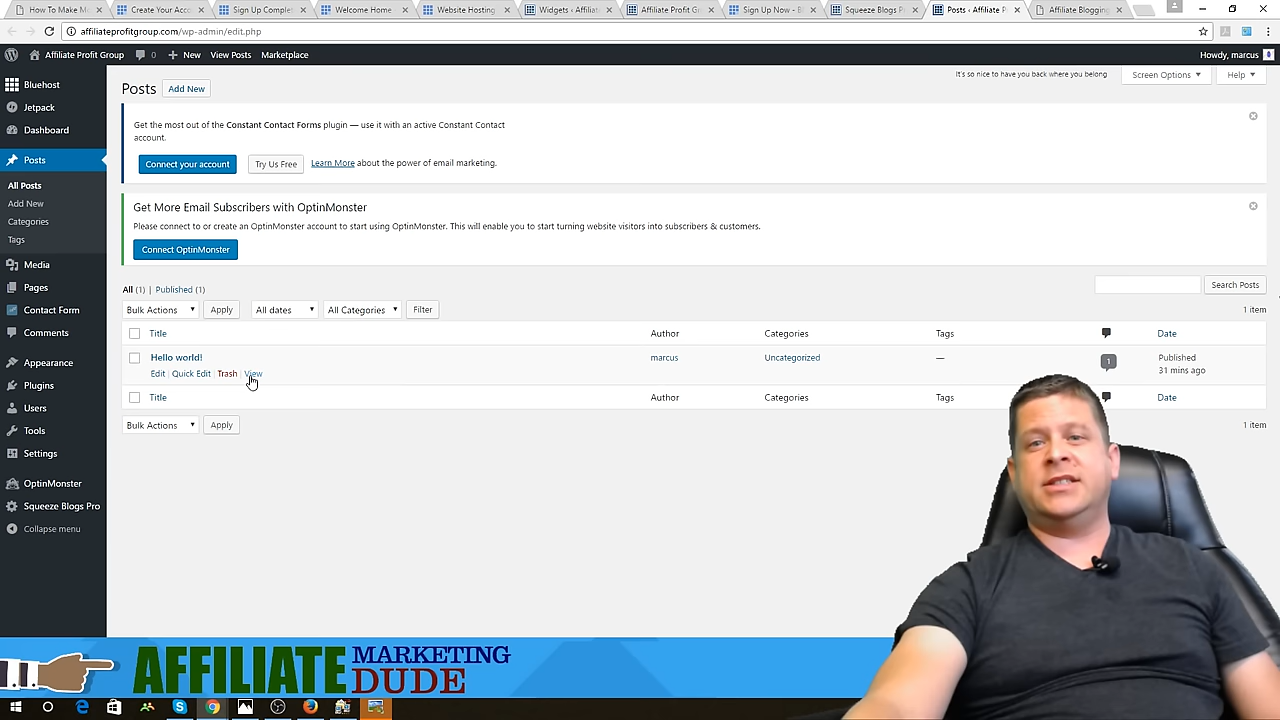 How To Make M
Create Your Acco
Sign Up Complet
Welcome Home
Website Hosting
Widgets ‹ Affiliat
Affiliate Profit Gr
Sign Up Now - Bl
Squeeze Blogs Pr
Posts ‹ Affiliate P
Affiliate Blogging
affiliateprofitgroup.com/wp-admin/edit.php
Affiliate Profit Group 0 New View Posts Marketplace Howdy, marcus
Bluehost
Jetpack
Dashboard
Posts
All Posts
Add New
Categories
Tags
Media
Pages
Contact Form
Comments
Appearance
Plugins
Users
Tools
Settings
OptinMonster
Squeeze Blogs Pro
Collapse menu
It's so nice to have you back where you belong
Screen Options ▼ Help ▼
Posts Add New
Get the most out of the Constant Contact Forms plugin — use it with an active Constant Contact
account.
Connect your account Try Us Free Learn More about the power of email marketing.
Get More Email Subscribers with OptinMonster
Please connect to or create an OptinMonster account to start using OptinMonster. This will enable you to start turning website visitors into subscribers & customers.
Connect OptinMonster
All (1) | Published (1)
Search Posts
Bulk Actions Apply All dates All Categories Filter
1 item
Title Author Categories Tags Date
Hello world! marcus Uncategorized — 1 Published
Edit | Quick Edit | Trash | View 31 mins ago
Title Author Categories Tags Date
Bulk Actions Apply
1 item
AFFILIATE MARKETING
DUDE